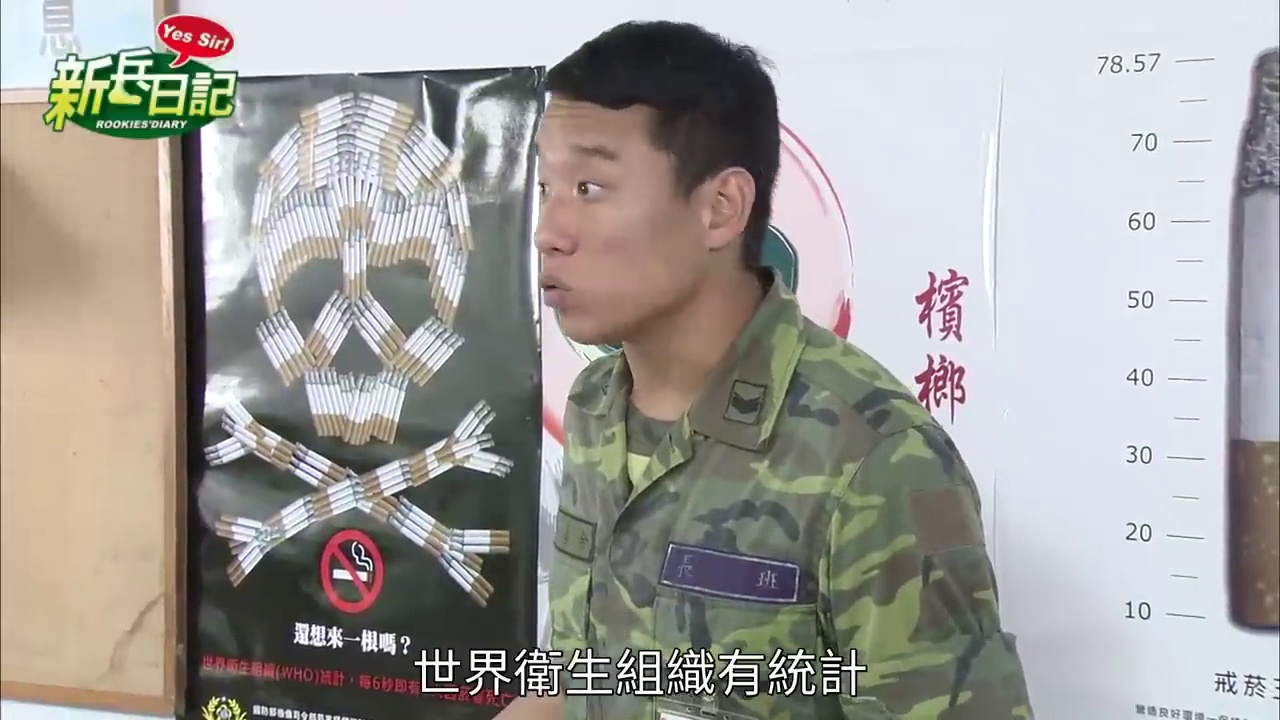 息
Yes Sir!
新兵日記
ROOKIES'DIARY
還想來一根嗎？
世界衛生組織(WHO)統計，每6秒即有
檳榔
78.57
70
60
50
40
30
20
10
戒菸
長 班
世界衛生組織有統計